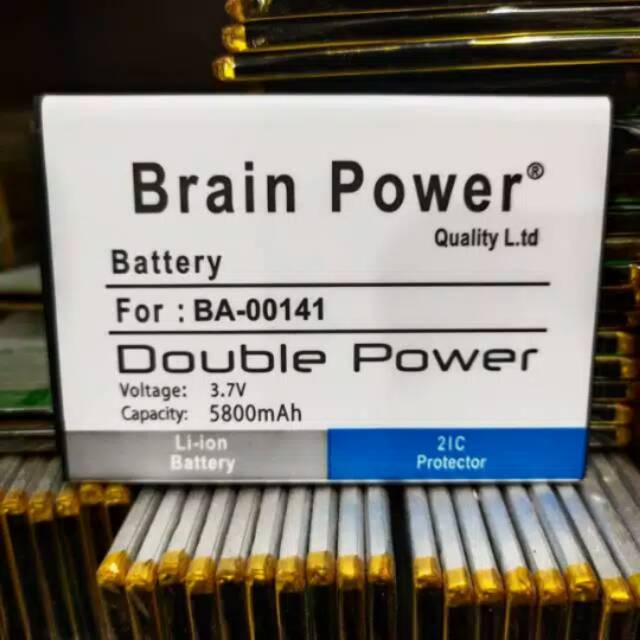 Brain Power®
Quality L.td
Battery
For : BA-00141
Double Power
Voltage: 3.7V
Capacity: 5800mAh
Li-ion
Battery
2IC
Protector